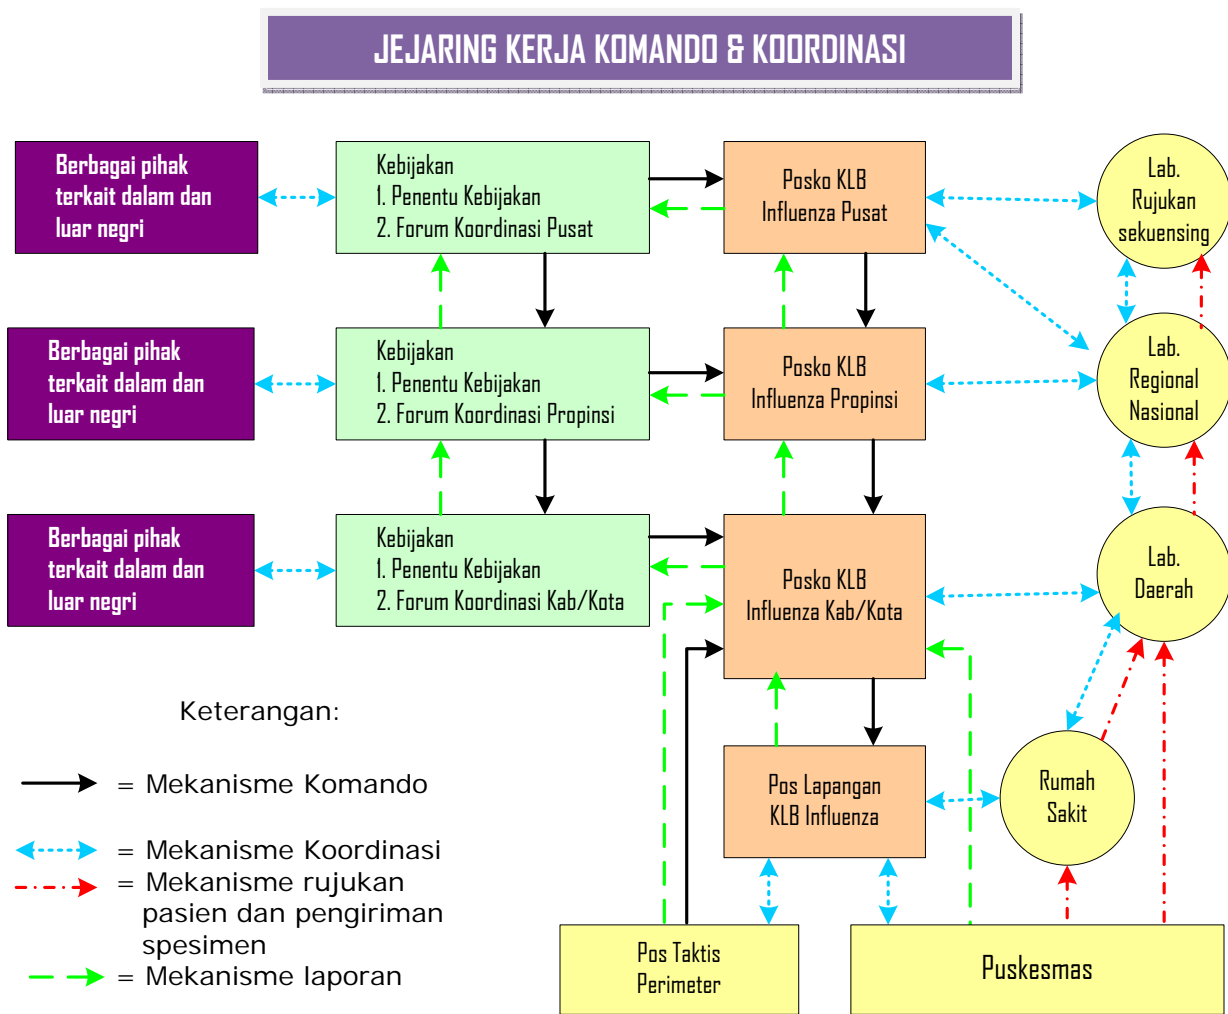 JEJARING KERJA KOMANDO & KOORDINASI
Berbagai pihak
terkait dalam dan
luar negri
Kebijakan
1. Penentu Kebijakan
2. Forum Koordinasi Pusat
Posko KLB
Influenza Pusat
Lab.
Rujukan
sekuensing
Berbagai pihak
terkait dalam dan
luar negri
Kebijakan
1. Penentu Kebijakan
2. Forum Koordinasi Propinsi
Posko KLB
Influenza Propinsi
Lab.
Regional
Nasional
Berbagai pihak
terkait dalam dan
luar negri
Kebijakan
1. Penentu Kebijakan
2. Forum Koordinasi Kab/Kota
Posko KLB
Influenza Kab/Kota
Lab.
Daerah
Keterangan:
= Mekanisme Komando
= Mekanisme Koordinasi
= Mekanisme rujukan
pasien dan pengiriman
spesimen
= Mekanisme laporan
Pos Lapangan
KLB Influenza
Rumah
Sakit
Pos Taktis
Perimeter
Puskesmas